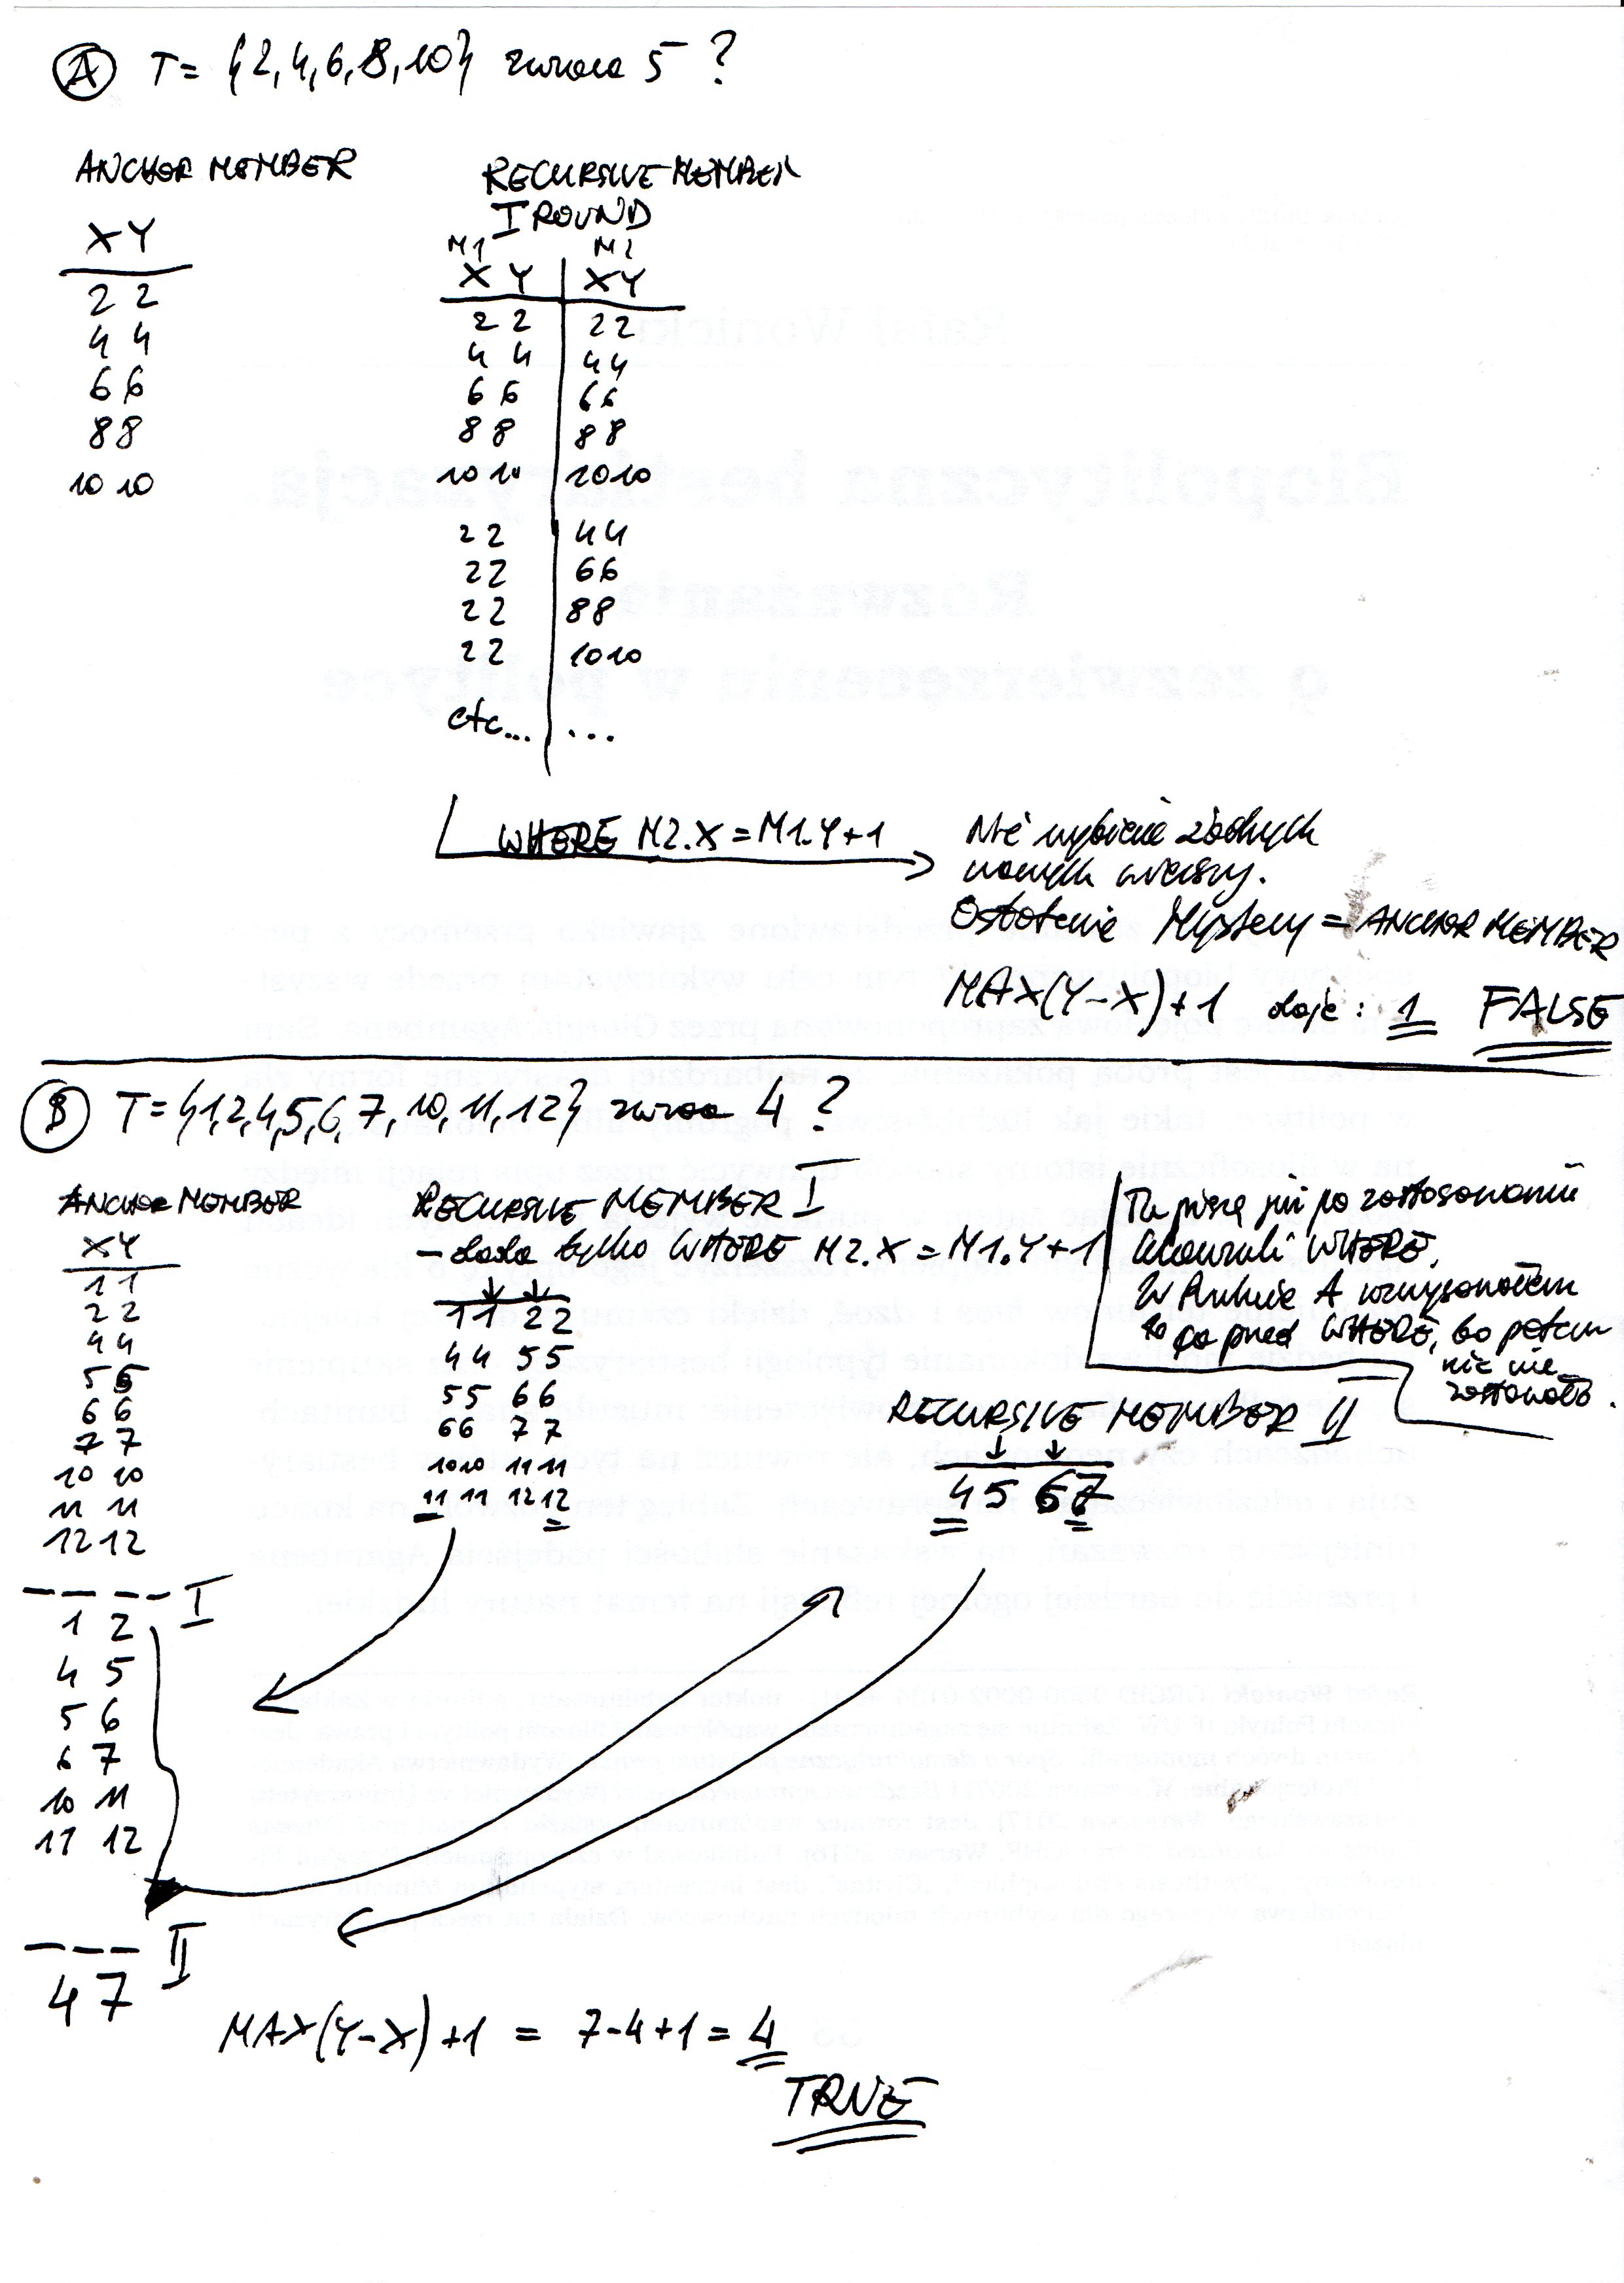 A T = {2,4,6,8,10} zwraca 5 ?
ANCHOR MEMBER
X Y
2 2
4 4
6 6
8 8
10 10
RECURSIVE MEMBER
I ROUND
M1 M2
X Y X Y
2 2 2 2
4 4 4 4
6 6 6 6
8 8 8 8
10 10 10 10
2 2 4 4
2 2 6 6
2 2 8 8
2 2 10 10
etc... ...
WHERE M2.X = M1.Y+1
Nie wybierze żadnych
nowych wierszy.
Ostatecznie Mystery = ANCHOR MEMBER
MAX(Y-X)+1 daje: 1 FALSE
B T = {1,2,4,5,6,7,10,11,12} zwraca 4 ?
ANCHOR MEMBER
X Y
1 1
2 2
4 4
5 5
6 6
7 7
10 10
11 11
12 12
I
1 2
4 5
5 6
6 7
10 11
11 12
II
4 7
RECURSIVE MEMBER I
- doda tylko WHERE M2.X = M1.Y+1
1 1 2 2
4 4 5 5
5 5 6 6
6 6 7 7
10 10 11 11
11 11 12 12
Tu piszę już po zastosowaniu
klauzuli WHERE.
W Punkcie A wypisałem
to co przed WHERE, bo potem
nic nie
zostawało.
RECURSIVE MEMBER II
4 5 6 7
MAX(Y-X)+1 = 7-4+1 = 4
TRUE